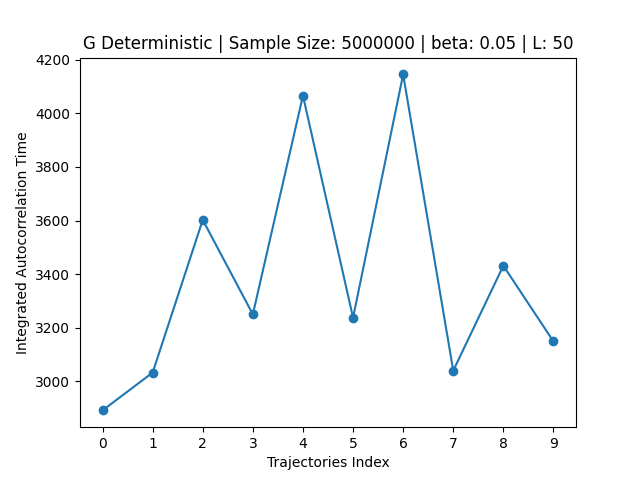 G Deterministic | Sample Size: 5000000 | beta: 0.05 | L: 50
4200
4000
3800
3600
3400
3200
3000
Integrated Autocorrelation Time
0 1 2 3 4 5 6 7 8 9
Trajectories Index